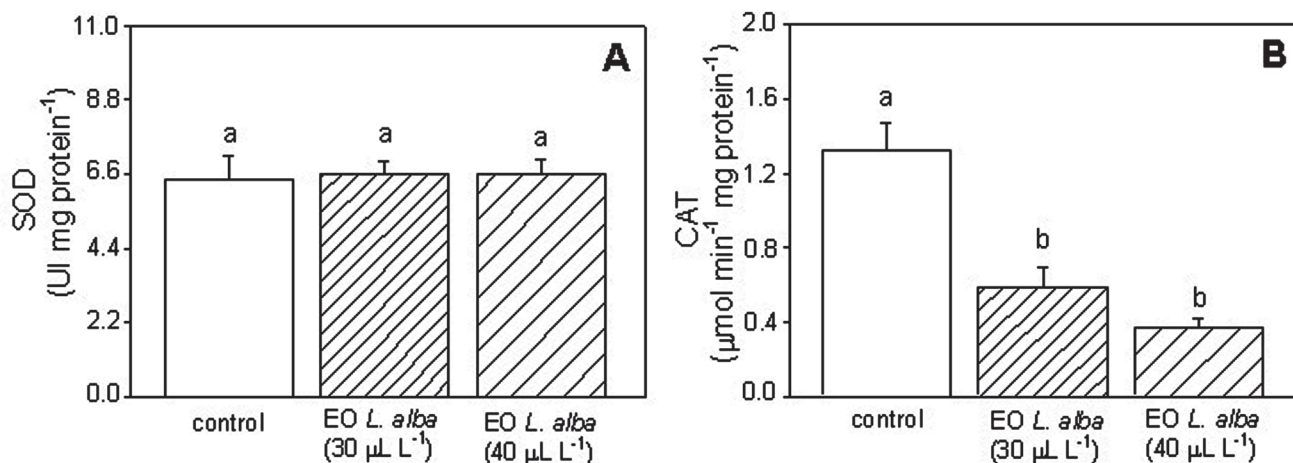 A
SOD
(UI mg protein⁻¹)
11.0
8.8
6.6
4.4
2.2
0.0
a
a
a
control
EO L. alba
(30 µL L⁻¹)
EO L. alba
(40 µL L⁻¹)
B
CAT
(µmol min⁻¹ mg protein⁻¹)
2.0
1.6
1.2
0.8
0.4
0.0
a
b
b
control
EO L. alba
(30 µL L⁻¹)
EO L. alba
(40 µL L⁻¹)